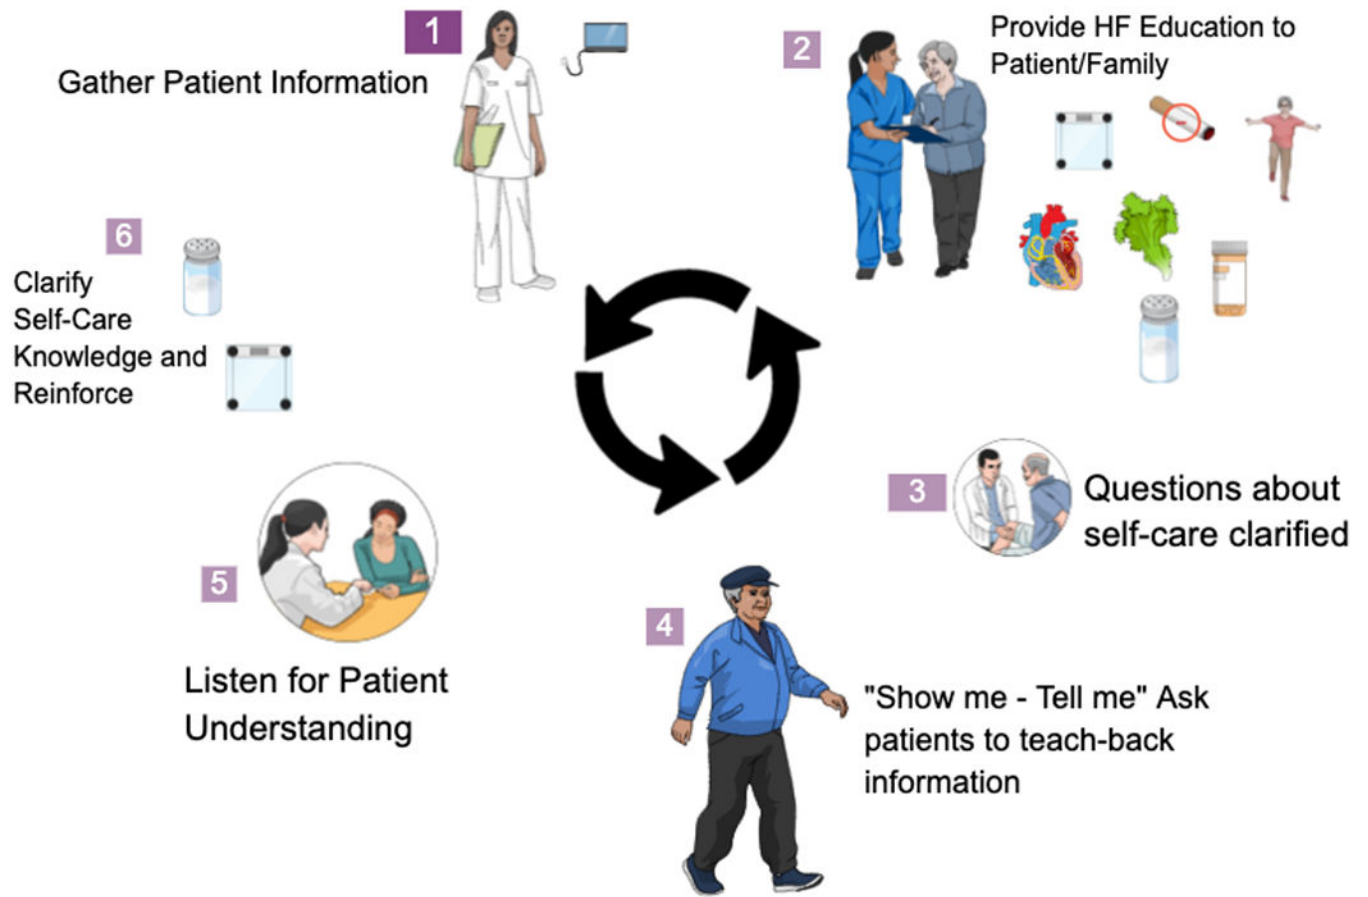 1
Gather Patient Information
2
Provide HF Education to
Patient/Family
3
Questions about
self-care clarified
4
"Show me - Tell me" Ask
patients to teach-back
information
5
Listen for Patient
Understanding
6
Clarify
Self-Care
Knowledge and
Reinforce